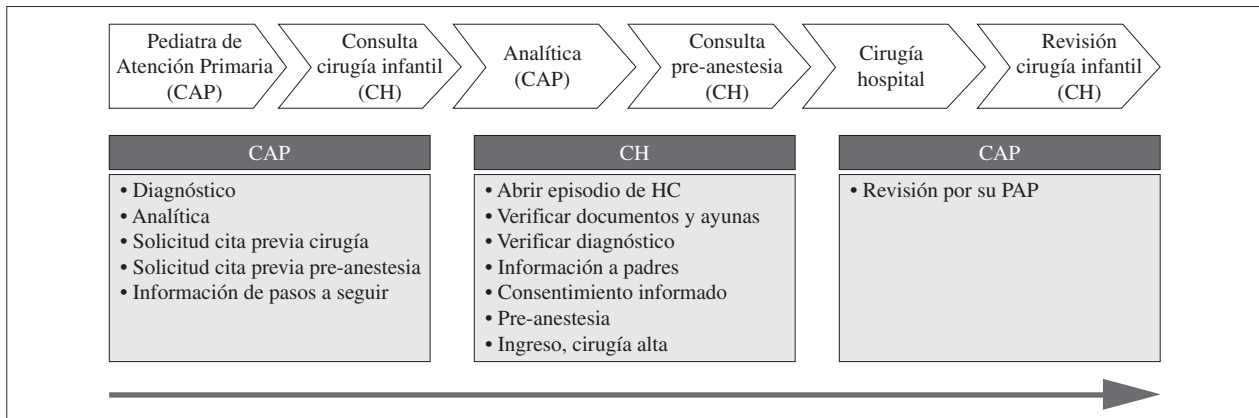 Pediatra de
Atención Primaria
(CAP)
Consulta
cirugía infantil
(CH)
Analítica
(CAP)
Consulta
pre-anestesia
(CH)
Cirugía
hospital
Revisión
cirugía infantil
(CH)
CAP
• Diagnóstico
• Analítica
• Solicitud cita previa cirugía
• Solicitud cita previa pre-anestesia
• Información de pasos a seguir
CH
• Abrir episodio de HC
• Verificar documentos y ayunas
• Verificar diagnóstico
• Información a padres
• Consentimiento informado
• Pre-anestesia
• Ingreso, cirugía alta
CAP
• Revisión por su PAP